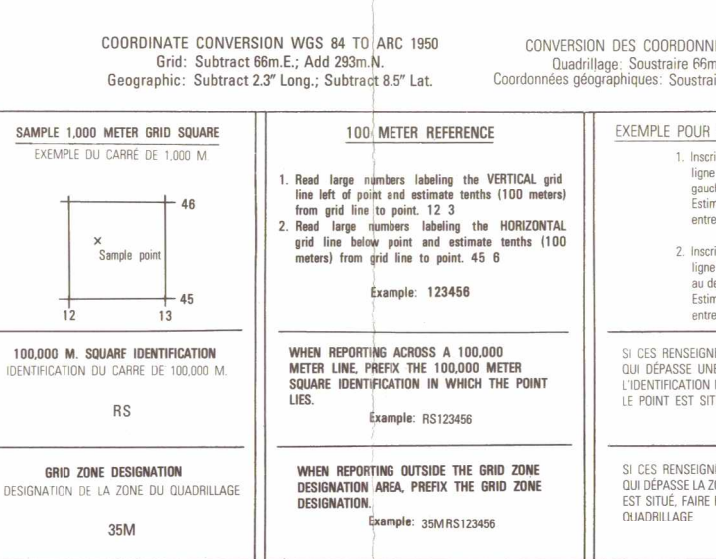 COORDINATE CONVERSION WGS 84 TO ARC 1950
Grid: Subtract 66m.E.; Add 293m.N.
Geographic: Subtract 2.3" Long.; Subtract 8.5" Lat.
CONVERSION DES COORDONN
Quadrillage: Soustraire 66m
Coordonnées géographiques: Soustrai
SAMPLE 1,000 METER GRID SQUARE
EXEMPLE DU CARRÉ DE 1,000 M.
46
×
Sample point
45
12 13
100,000 M. SQUARE IDENTIFICATION
IDENTIFICATION DU CARRE DE 100,000 M.
RS
GRID ZONE DESIGNATION
DESIGNATION DE LA ZONE DU QUADRILLAGE
35M
100 METER REFERENCE
1. Read large numbers labeling the VERTICAL grid
line left of point and estimate tenths (100 meters)
from grid line to point. 12 3
2. Read large numbers labeling the HORIZONTAL
grid line below point and estimate tenths (100
meters) from grid line to point. 45 6
Example: 123456
WHEN REPORTING ACROSS A 100,000
METER LINE, PREFIX THE 100,000 METER
SQUARE IDENTIFICATION IN WHICH THE POINT
LIES.
Example: RS123456
WHEN REPORTING OUTSIDE THE GRID ZONE
DESIGNATION AREA, PREFIX THE GRID ZONE
DESIGNATION.
Example: 35MRS123456
EXEMPLE POUR
1. Inscri
ligne
gauch
Estim
entre
2. Inscri
ligne
au de
Estim
entre
SI CES RENSEIGN
QUI DÉPASSE UNE
L'IDENTIFICATION
LE POINT EST SIT
SI CES RENSEIGN
QUI DÉPASSE LA ZO
EST SITUÉ, FAIRE
QUADRILLAGE